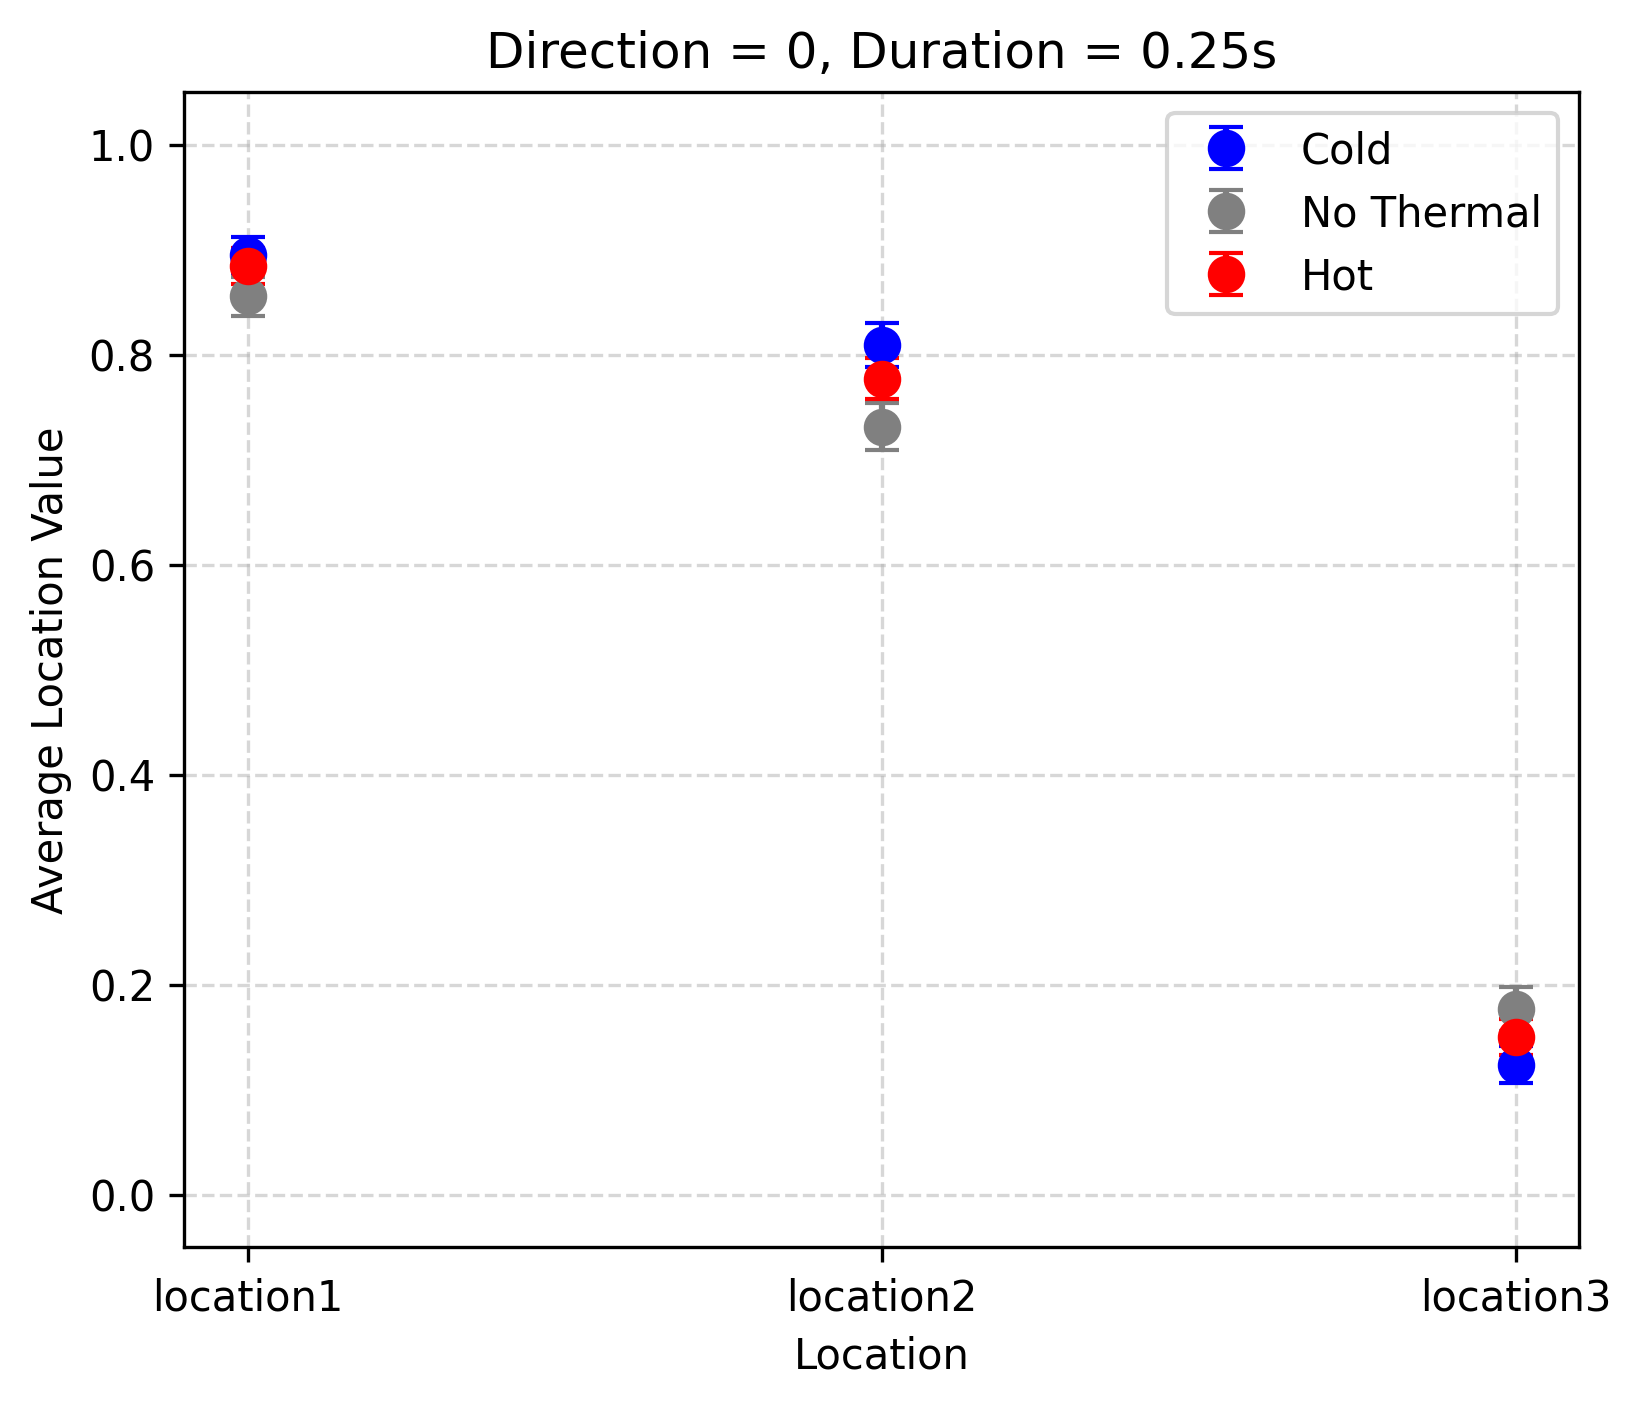 Direction = 0, Duration = 0.25s
Cold
No Thermal
Hot
Average Location Value
1.0
0.8
0.6
0.4
0.2
0.0
location1
location2
location3
Location